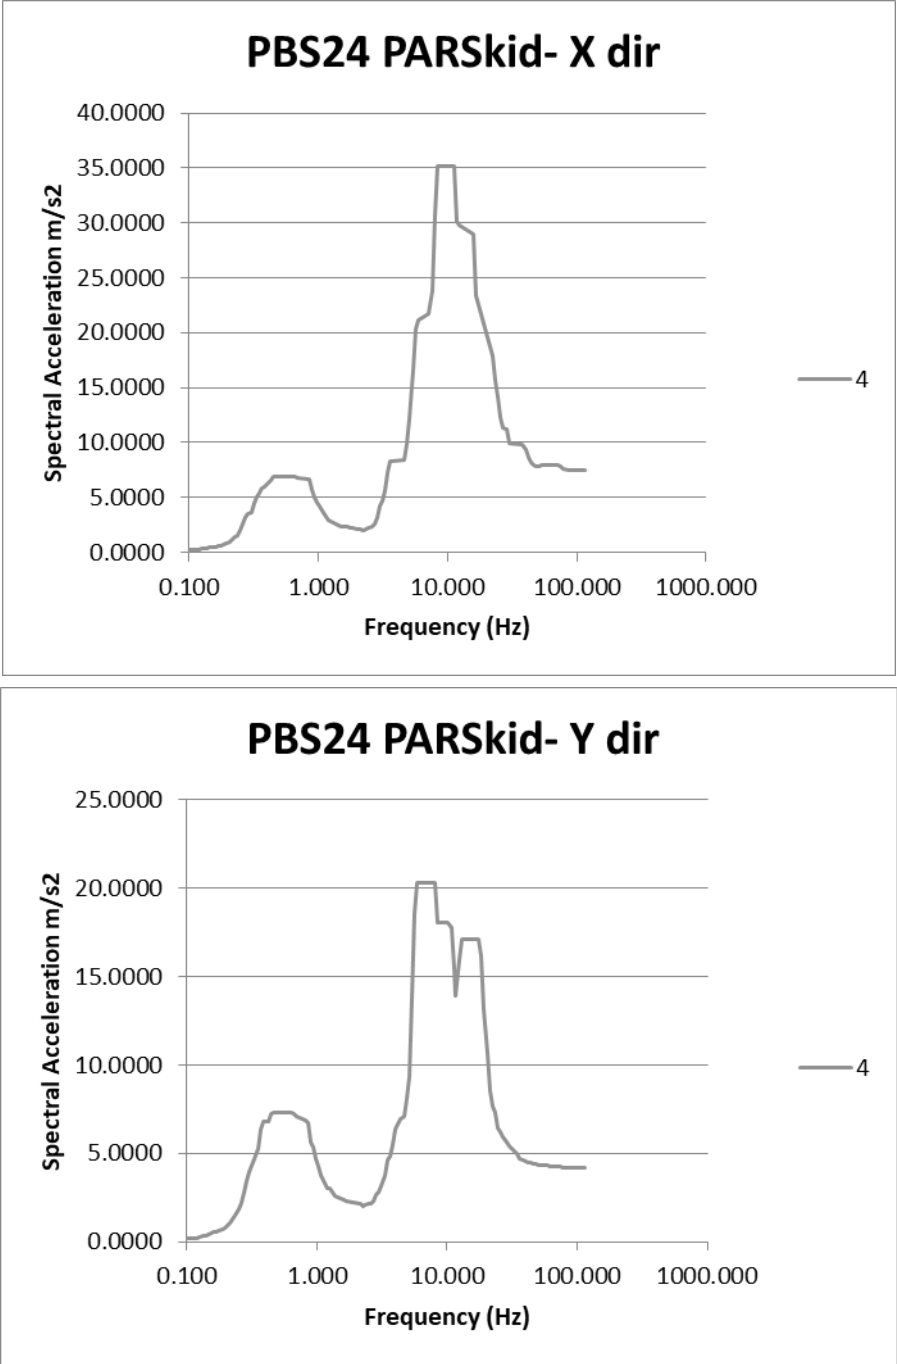 PBS24 PARSkid- X dir
40.0000
35.0000
30.0000
25.0000
20.0000
15.0000
10.0000
5.0000
0.0000
Spectral Acceleration m/s2
0.100 1.000 10.000 100.000 1000.000
Frequency (Hz)
4
PBS24 PARSkid- Y dir
25.0000
20.0000
15.0000
10.0000
5.0000
0.0000
Spectral Acceleration m/s2
0.100 1.000 10.000 100.000 1000.000
Frequency (Hz)
4